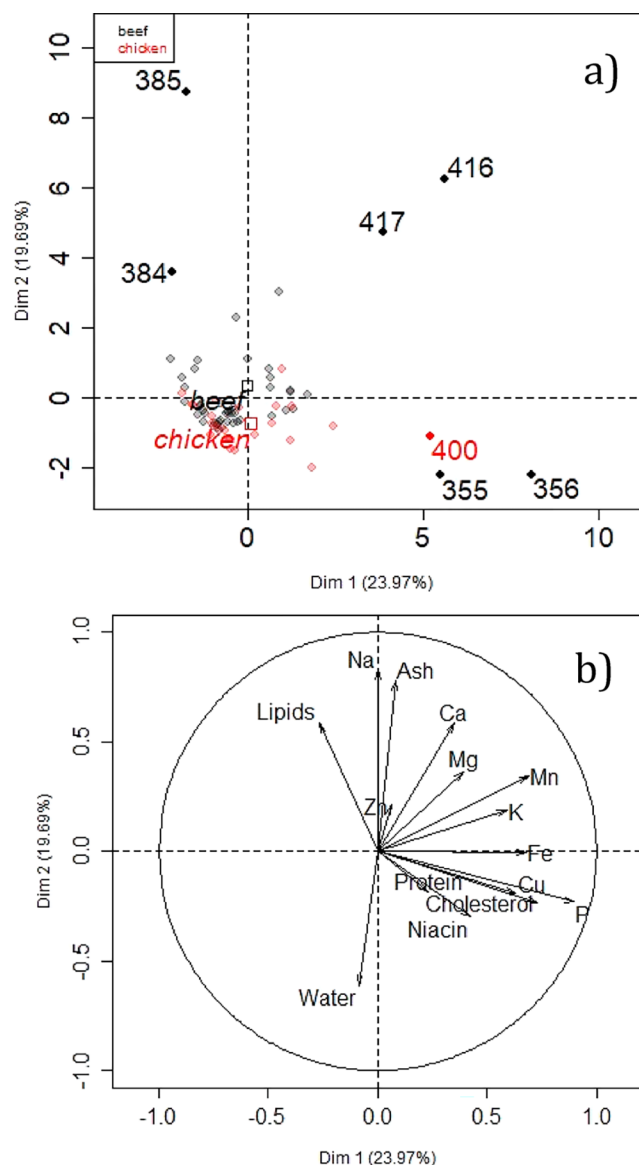 beef
chicken
a)
10
8
6
4
2
0
-2
385
416
417
384
beef
chicken
400
355 356
0 5 10
Dim 2 (19.69%)
Dim 1 (23.97%)
b)
1.0
0.5
0.0
-0.5
-1.0
Na Ash
Lipids Ca
Mg
Mn
Zn K
Fe
Protein Cu
Cholesterol P
Niacin
Water
-1.0 -0.5 0.0 0.5 1.0
Dim 2 (19.69%)
Dim 1 (23.97%)